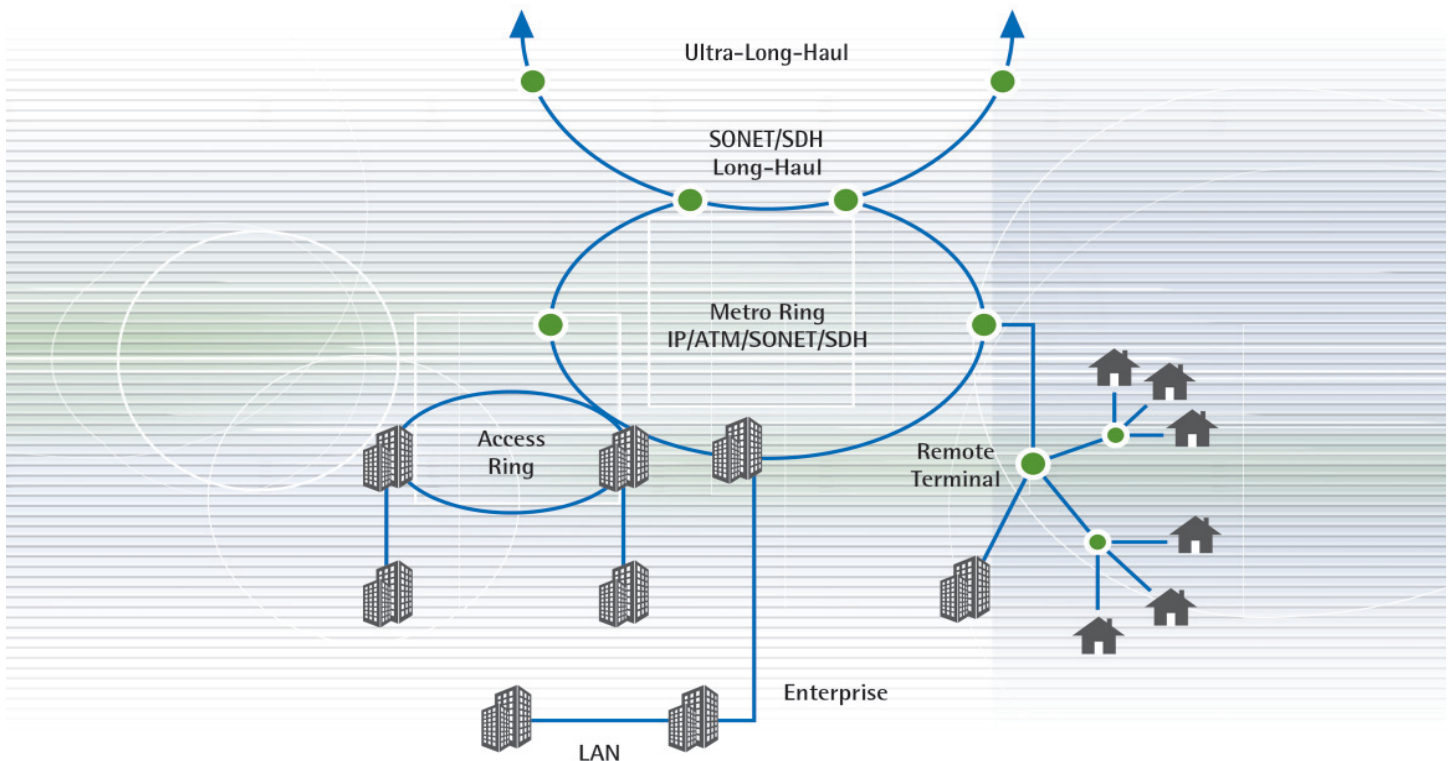 Ultra-Long-Haul
SONET/SDH
Long-Haul
Metro Ring
IP/ATM/SONET/SDH
Access
Ring
Remote
Terminal
Enterprise
LAN